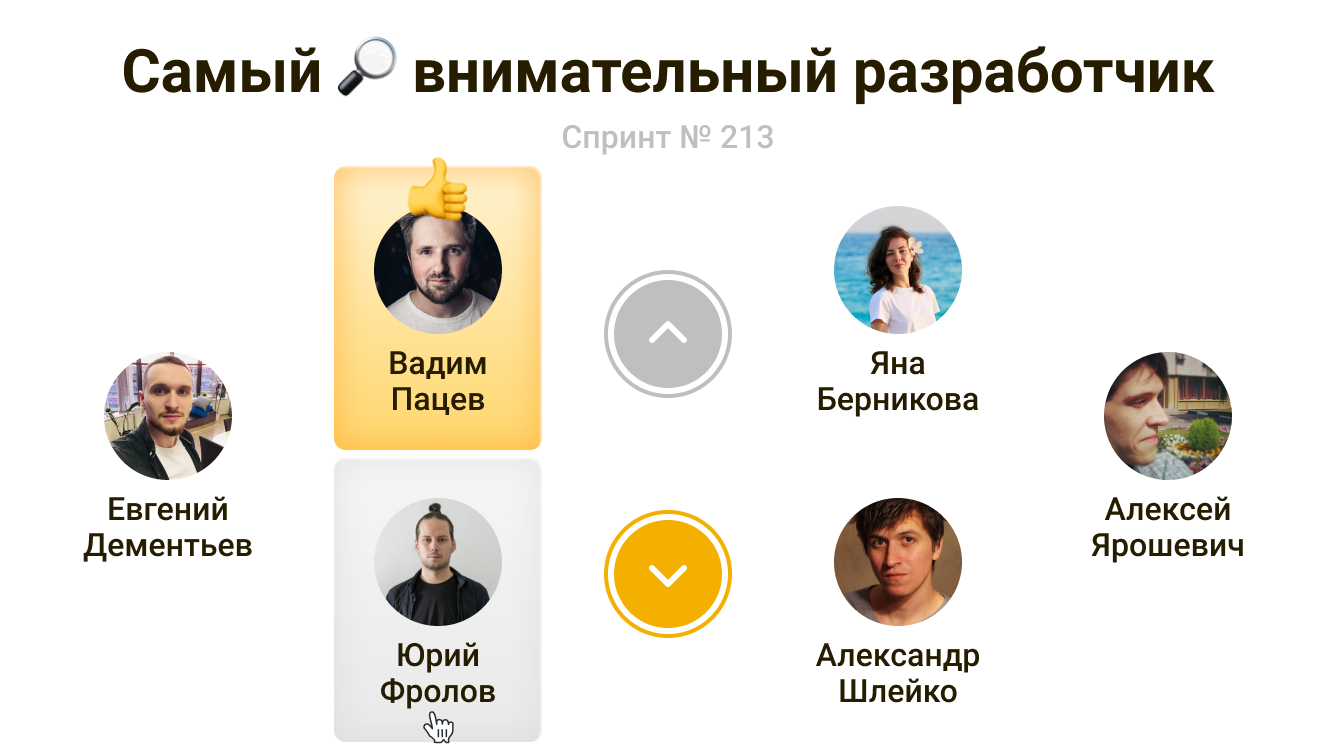 Самый 🔎 внимательный разработчик
Спринт № 213
Вадим
Пацев
Яна
Берникова
Евгений
Дементьев
Алексей
Ярошевич
Юрий
Фролов
Александр
Шлейко